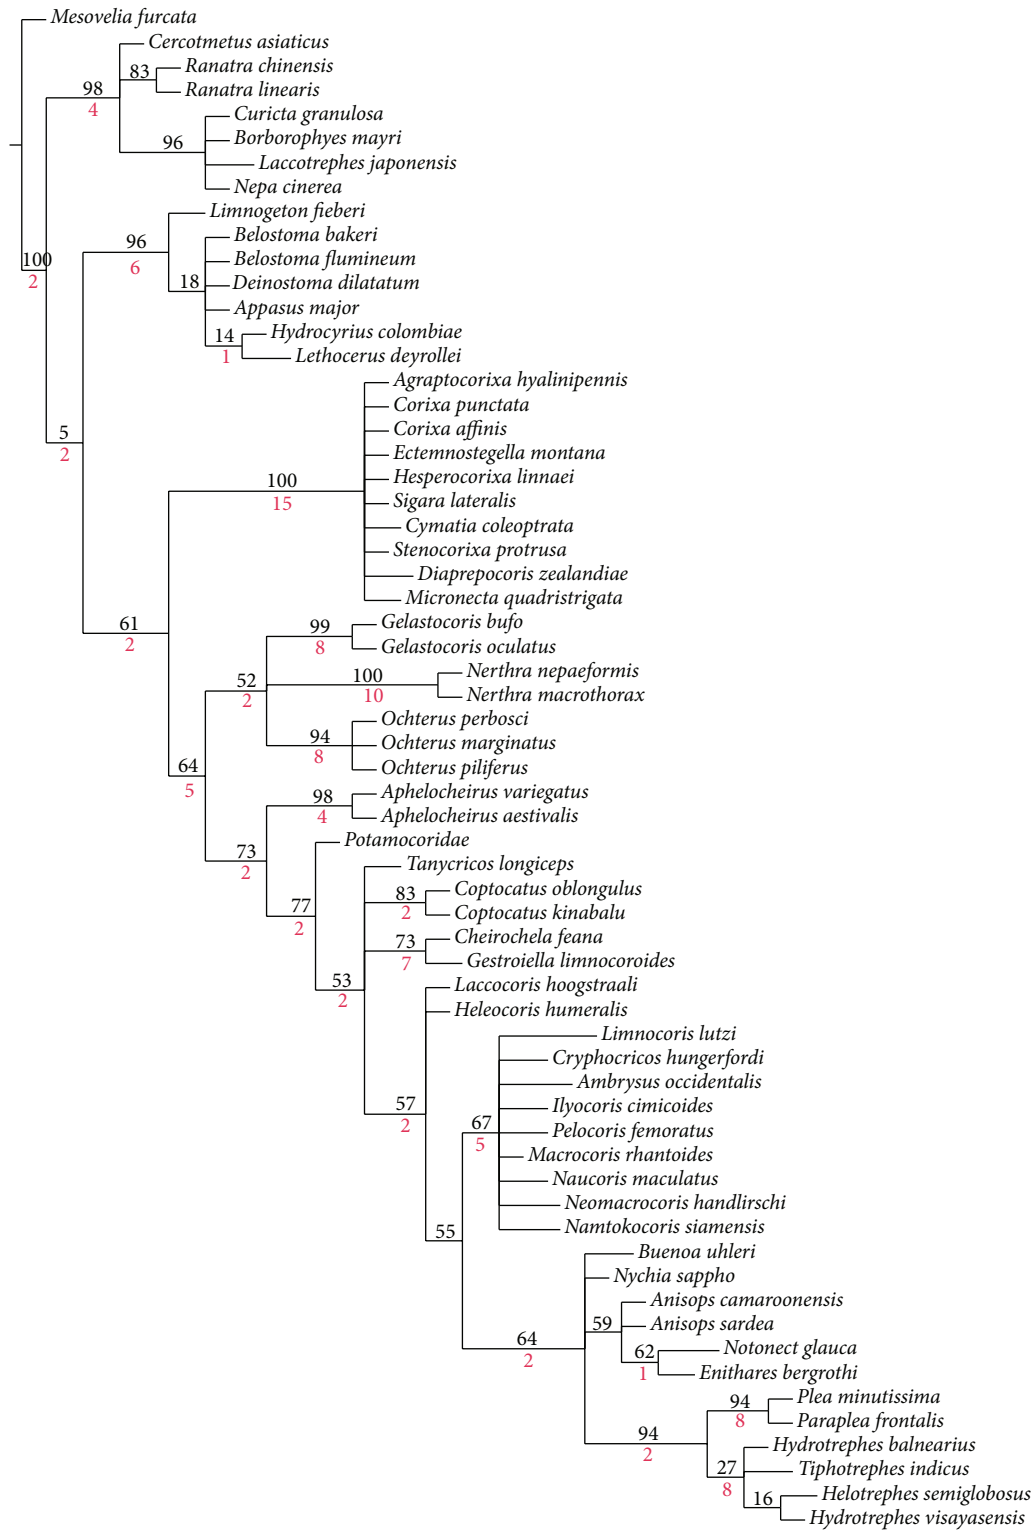 Mesovelia furcata
Cercotmetus asiaticus
83
Ranatra chinensis
98
Ranatra linearis
4
Curicta granulosa
96
Borborophyes mayri
Laccotrephes japonensis
Nepa cinerea
Limnogeton fieberi
96
Belostoma bakeri
100
Belostoma flumineum
6
2
18
Deinostoma dilatatum
Appasus major
14
Hydrocyrius colombiae
1
Lethocerus deyrollei
Agraptocorixa hyalinipennis
Corixa punctata
5
Corixa affinis
2
Ectemnostegella montana
100
Hesperocorixa linnaei
15
Sigara lateralis
Cymatia coleoptrata
Stenocorixa protrusa
Diaprepocoris zealandiae
Micronecta quadristrigata
61
2
99
Gelastocoris bufo
8
Gelastocoris oculatus
52
100
Nerthra nepaeformis
2
10
Nerthra macrothorax
Ochterus perbosci
94
Ochterus marginatus
8
64
Ochterus piliferus
5
98
Aphelocheirus variegatus
4
Aphelocheirus aestivalis
Potamocoridae
73
2
Tanycricos longiceps
83
Coptocatus oblongulus
77
2
Coptocatus kinabalu
2
73
Cheirochela feana
7
Gestroiella limnocoroides
53
2
Laccocoris hoogstraali
Heleocoris humeralis
Limnocoris lutzi
Cryphocricos hungerfordi
Ambrysus occidentalis
57
Ilyocoris cimicoides
2
67
Pelocoris femoratus
5
Macrocoris rhantoides
Naucoris maculatus
Neomacrocoris handlirschi
55
Namtokocoris siamensis
Buenoa uhleri
Nychia sappho
Anisops camaroonensis
64
59
Anisops sardea
2
62
Notonect glauca
1
Enithares bergrothi
94
Plea minutissima
8
Paraplea frontalis
94
2
Hydrotrephes balnearius
27
Tiphotrephes indicus
8
16
Helotrephes semiglobosus
Hydrotrephes visayasensis